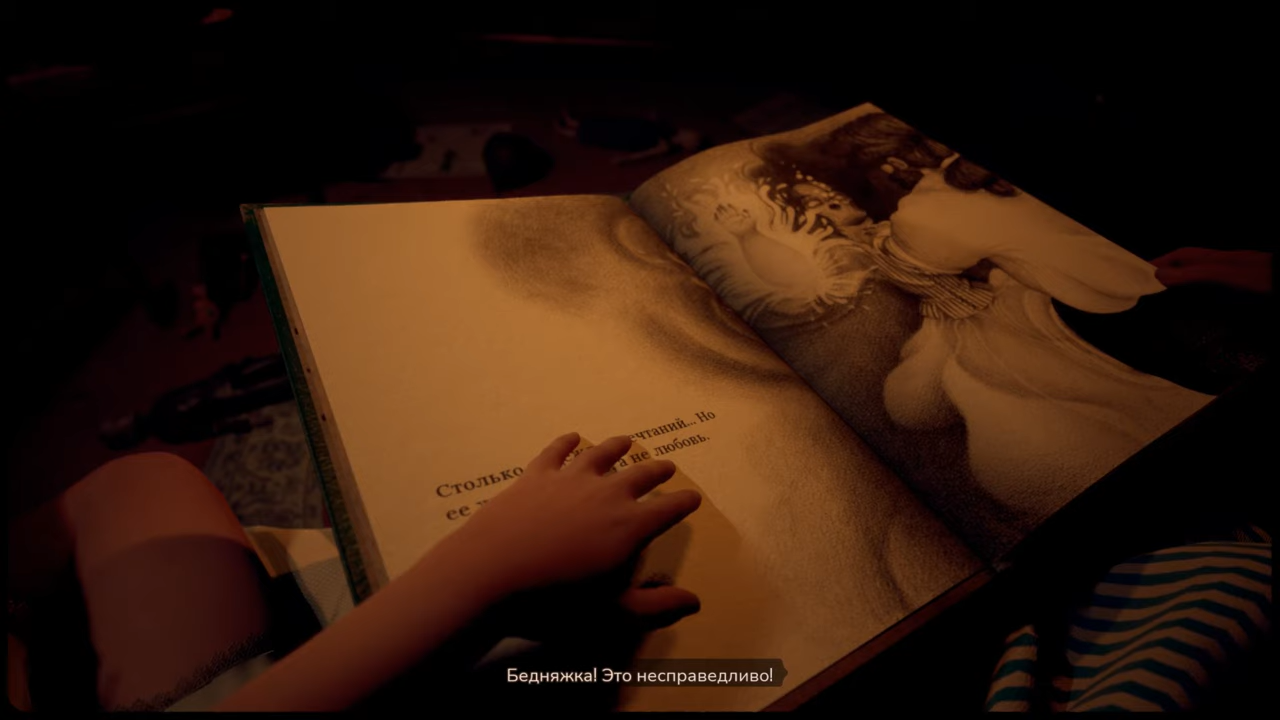 Столько ечтаний... Но
ее а не любовь.
Бедняжка! Это несправедливо!